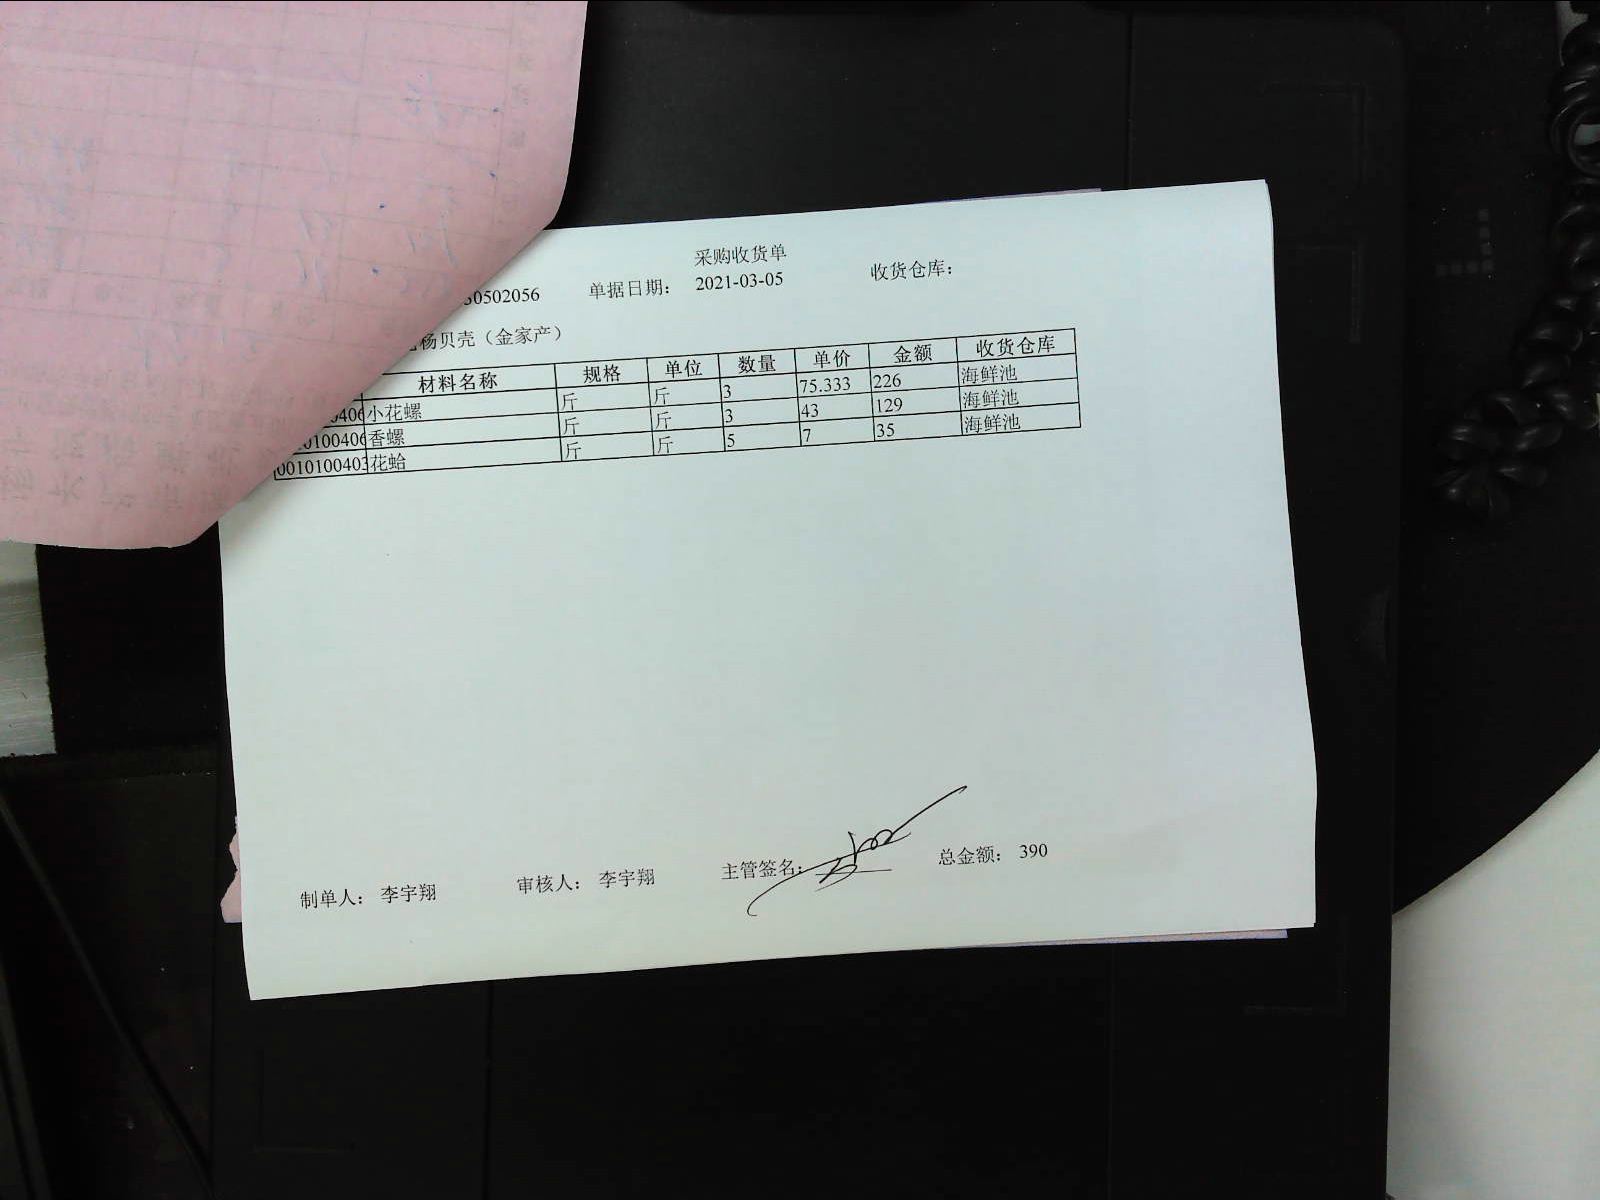 采购收货单
30502056 单据日期： 2021-03-05 收货仓库：
杨贝壳（金家产）
材料名称 规格 单位 数量 单价 金额 收货仓库
0406 小花螺 斤 斤 3 75.333 226 海鲜池
0100406 香螺 斤 斤 3 43 129 海鲜池
0010100403 花蛤 斤 斤 5 7 35 海鲜池
制单人： 李宇翔 审核人： 李宇翔 主管签名： 总金额： 390